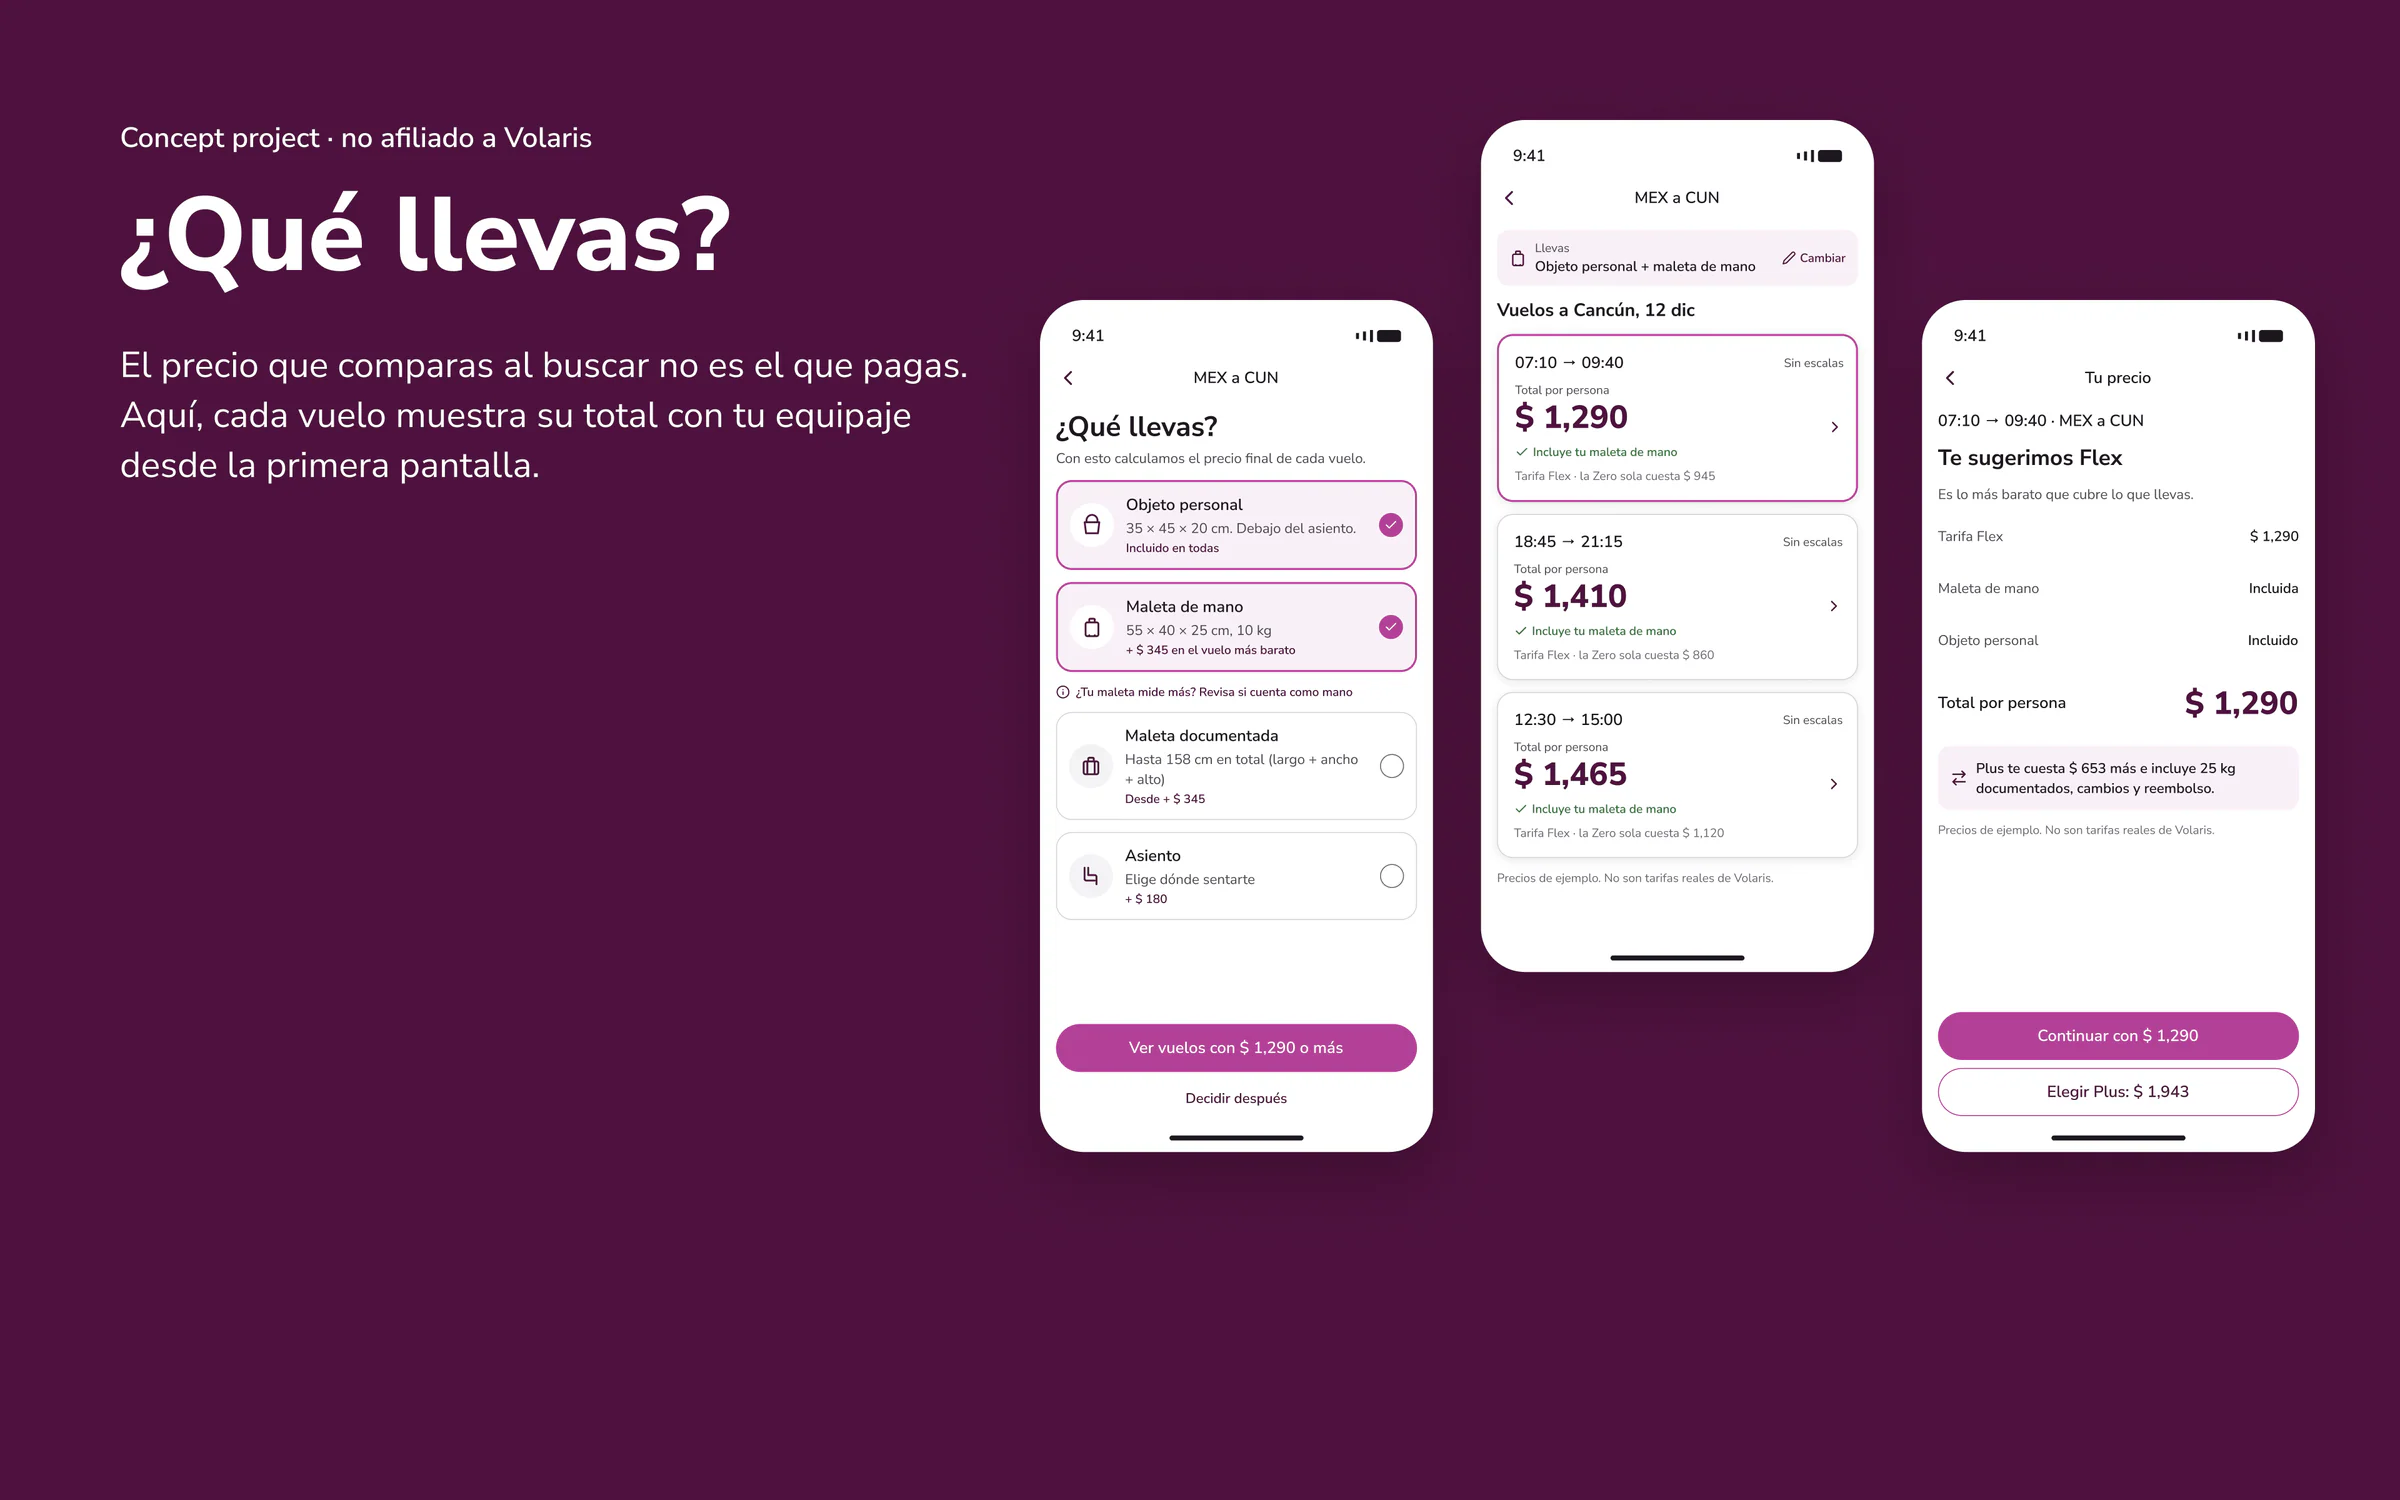 Concept project · no afiliado a Volaris
¿Qué llevas?
El precio que comparas al buscar no es el que pagas.
Aquí, cada vuelo muestra su total con tu equipaje
desde la primera pantalla.
9:41
MEX a CUN
¿Qué llevas?
Con esto calculamos el precio final de cada vuelo.
Objeto personal
35 × 45 × 20 cm. Debajo del asiento.
Incluido en todas
Maleta de mano
55 × 40 × 25 cm, 10 kg
+ $ 345 en el vuelo más barato
¿Tu maleta mide más? Revisa si cuenta como mano
Maleta documentada
Hasta 158 cm en total (largo + ancho
+ alto)
Desde + $ 345
Asiento
Elige dónde sentarte
+ $ 180
Ver vuelos con $ 1,290 o más
Decidir después
9:41
MEX a CUN
Llevas
Objeto personal + maleta de mano
Cambiar
Vuelos a Cancún, 12 dic
07:10 → 09:40
Sin escalas
Total por persona
$ 1,290
Incluye tu maleta de mano
Tarifa Flex · la Zero sola cuesta $ 945
18:45 → 21:15
Sin escalas
Total por persona
$ 1,410
Incluye tu maleta de mano
Tarifa Flex · la Zero sola cuesta $ 860
12:30 → 15:00
Sin escalas
Total por persona
$ 1,465
Incluye tu maleta de mano
Tarifa Flex · la Zero sola cuesta $ 1,120
Precios de ejemplo. No son tarifas reales de Volaris.
9:41
Tu precio
07:10 → 09:40 · MEX a CUN
Te sugerimos Flex
Es lo más barato que cubre lo que llevas.
Tarifa Flex
$ 1,290
Maleta de mano
Incluida
Objeto personal
Incluido
Total por persona
$ 1,290
Plus te cuesta $ 653 más e incluye 25 kg
documentados, cambios y reembolso.
Precios de ejemplo. No son tarifas reales de Volaris.
Continuar con $ 1,290
Elegir Plus: $ 1,943